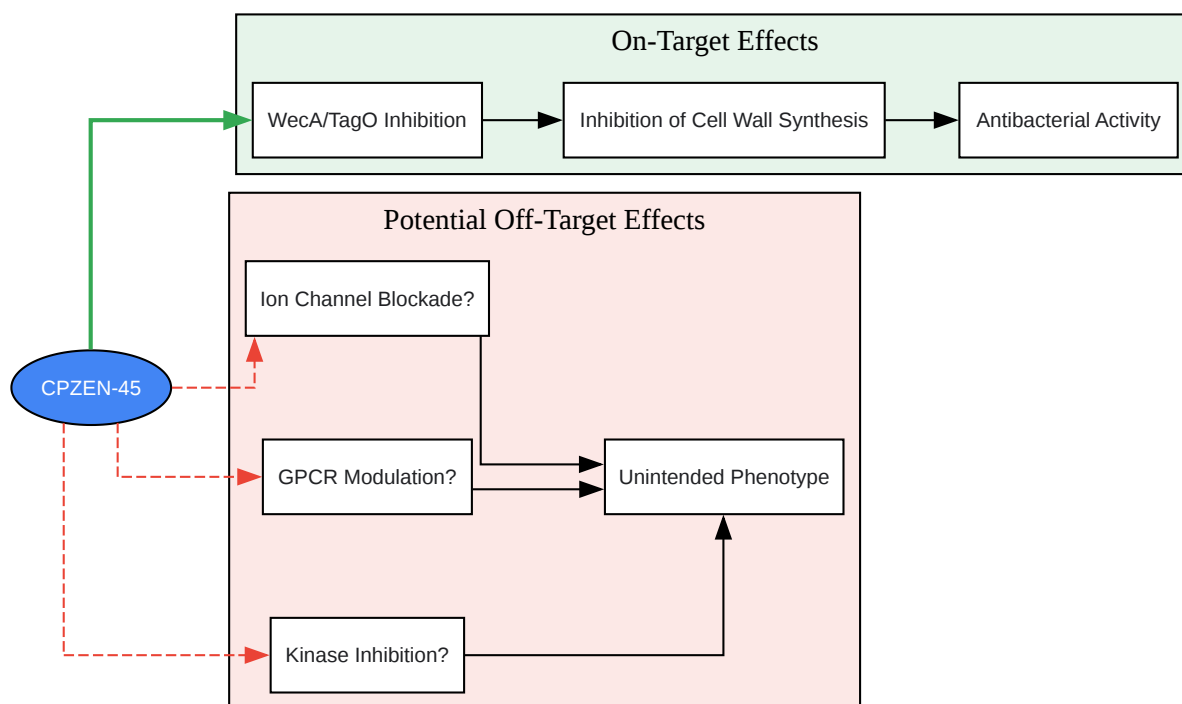 On-Target Effects
WecA/TagO Inhibition
Inhibition of Cell Wall Synthesis
Antibacterial Activity
Potential Off-Target Effects
Ion Channel Blockade?
CPZEN-45
GPCR Modulation?
Unintended Phenotype
Kinase Inhibition?